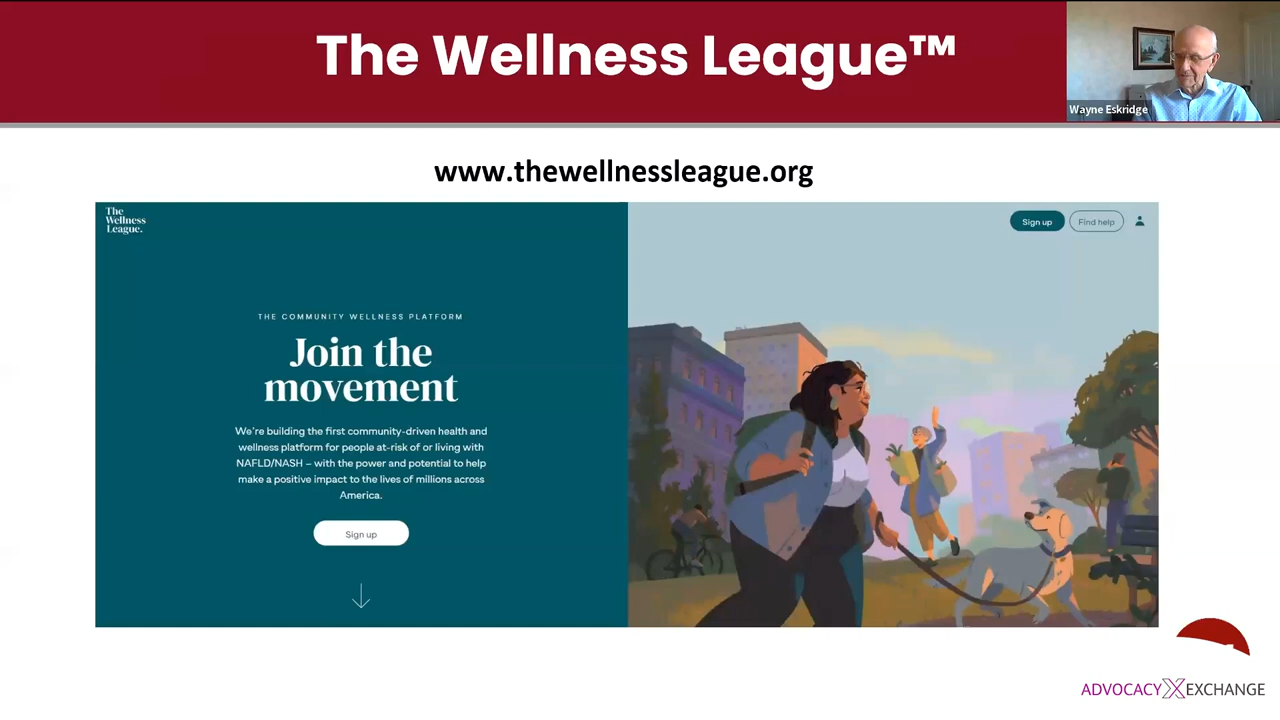 The Wellness League™
Wayne Eskridge
www.thewellnessleague.org
The
Wellness
League.
Sign up
Find help
THE COMMUNITY WELLNESS PLATFORM
Join the
movement
We're building the first community-driven health and
wellness platform for people at-risk of or living with
NAFLD/NASH – with the power and potential to help
make a positive impact to the lives of millions across
America.
Sign up
ADVOCACY X EXCHANGE